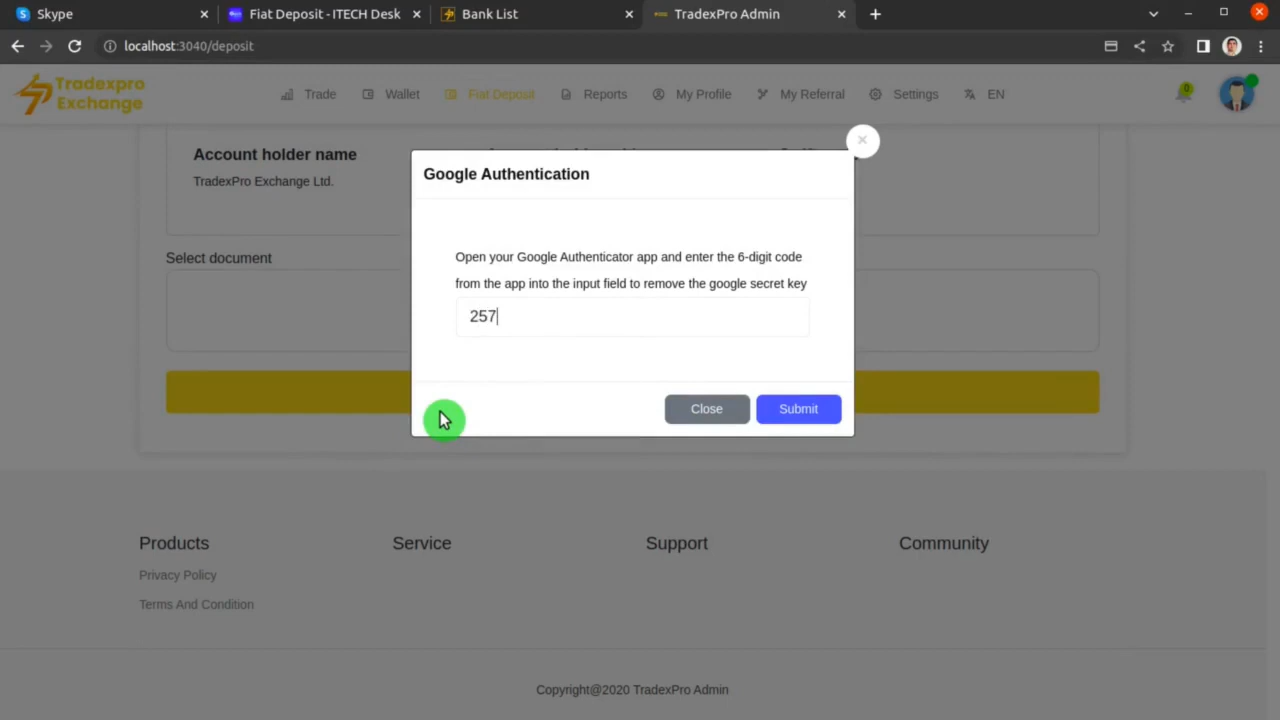 Skype
Fiat Deposit - ITECH Desk
Bank List
TradexPro Admin
localhost:3040/deposit
Tradexpro
Exchange
Trade
Wallet
Fiat Deposit
Reports
My Profile
My Referral
Settings
EN
0
Account holder name
TradexPro Exchange Ltd.
Select document
Google Authentication
Open your Google Authenticator app and enter the 6-digit code
from the app into the input field to remove the google secret key
257
Close
Submit
Products
Service
Support
Community
Privacy Policy
Terms And Condition
Copyright@2020 TradexPro Admin